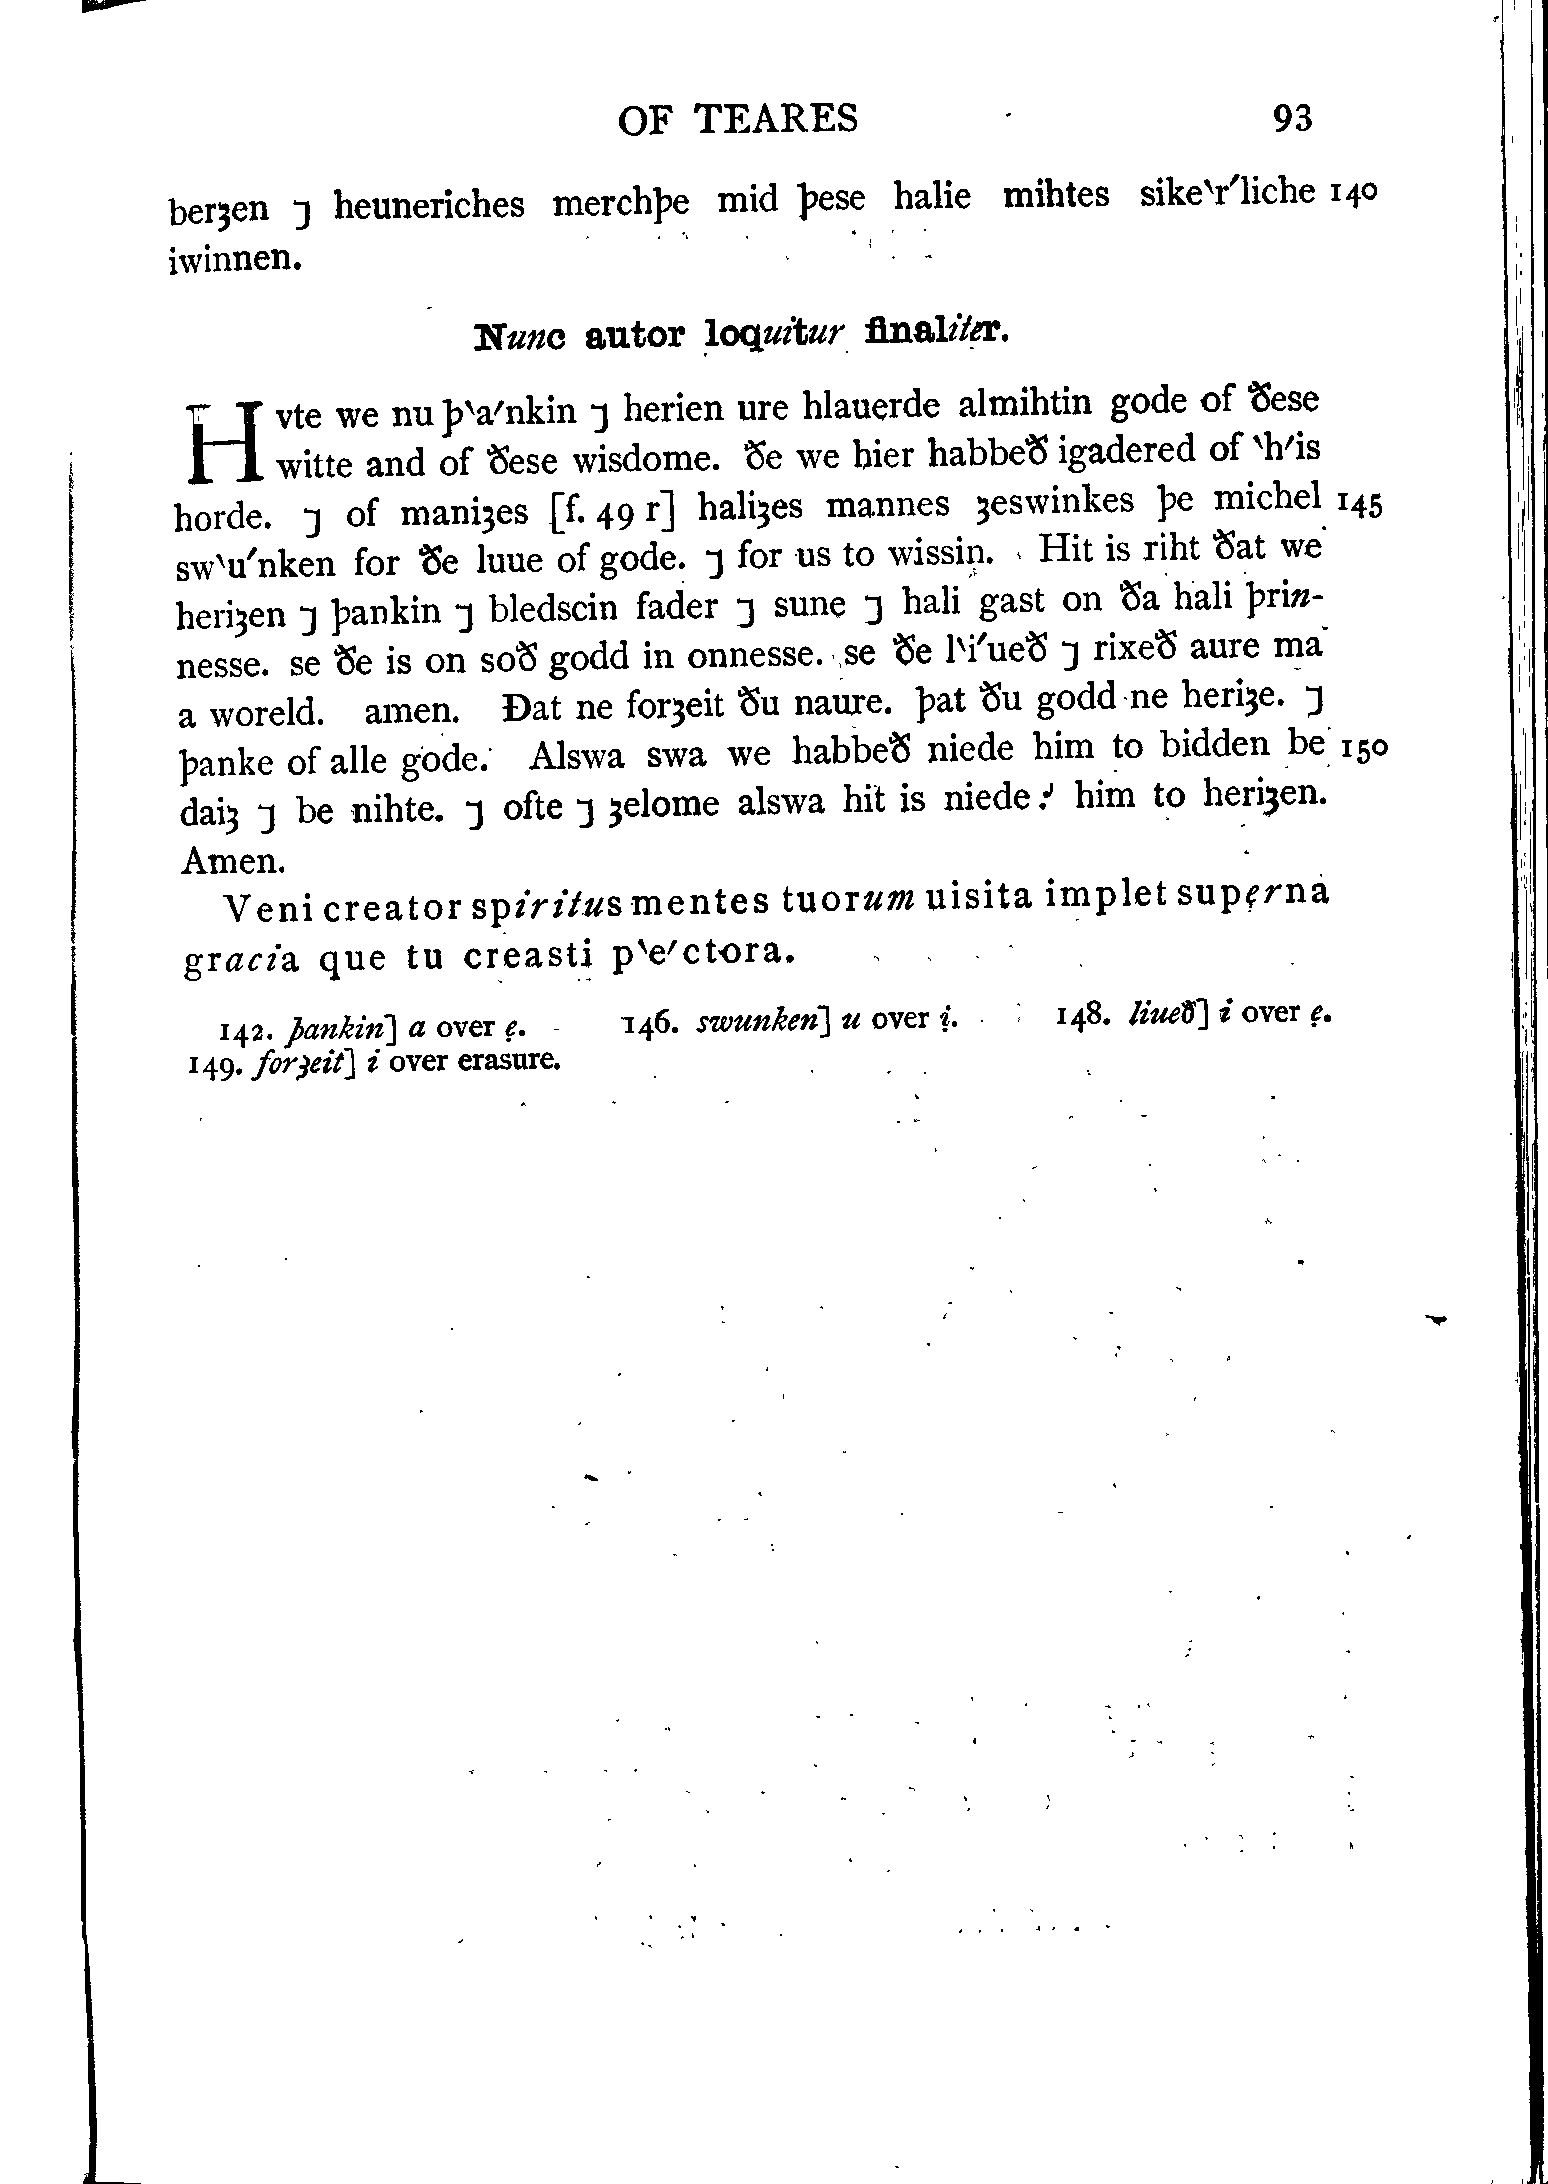 OF TEARES 93
berȝen ⁊ heuneriches merchþe mid þese halie mihtes sike`r´liche 140
iwinnen.
Nunc autor loquitur finaliter.
Hvte we nu þ`a´nkin ⁊ herien ure hlauerde almihtin gode of ðese
witte and of ðese wisdome. ðe we hier habbeð igadered of `h´is
horde. ⁊ of maniȝes [f. 49 r] haliȝes mannes ȝeswinkes þe michel 145
sw`u´nken for ðe luue of gode. ⁊ for us to wissin. Hit is riht ðat we
heriȝen ⁊ þankin ⁊ bledscin fader ⁊ sune ⁊ hali gast on ða hali þrin-
nesse. se ðe is on soð godd in onnesse. se ðe l`i´ueð ⁊ rixeð aure ma
a woreld. amen. Ðat ne forȝeit ðu naure. þat ðu godd ne heriȝe. ⁊
þanke of alle gode. Alswa swa we habbeð niede him to bidden be 150
daiȝ ⁊ be nihte. ⁊ ofte ⁊ ȝelome alswa hit is niede.' him to heriȝen.
Amen.
Veni creator spiritus mentes tuorum uisita implet superna
gracia que tu creasti p`e´ctora.
142. þankin] a over ẹ. 146. swunken] u over ị. 148. liueð] i over ẹ.
149. forȝeit] i over erasure.